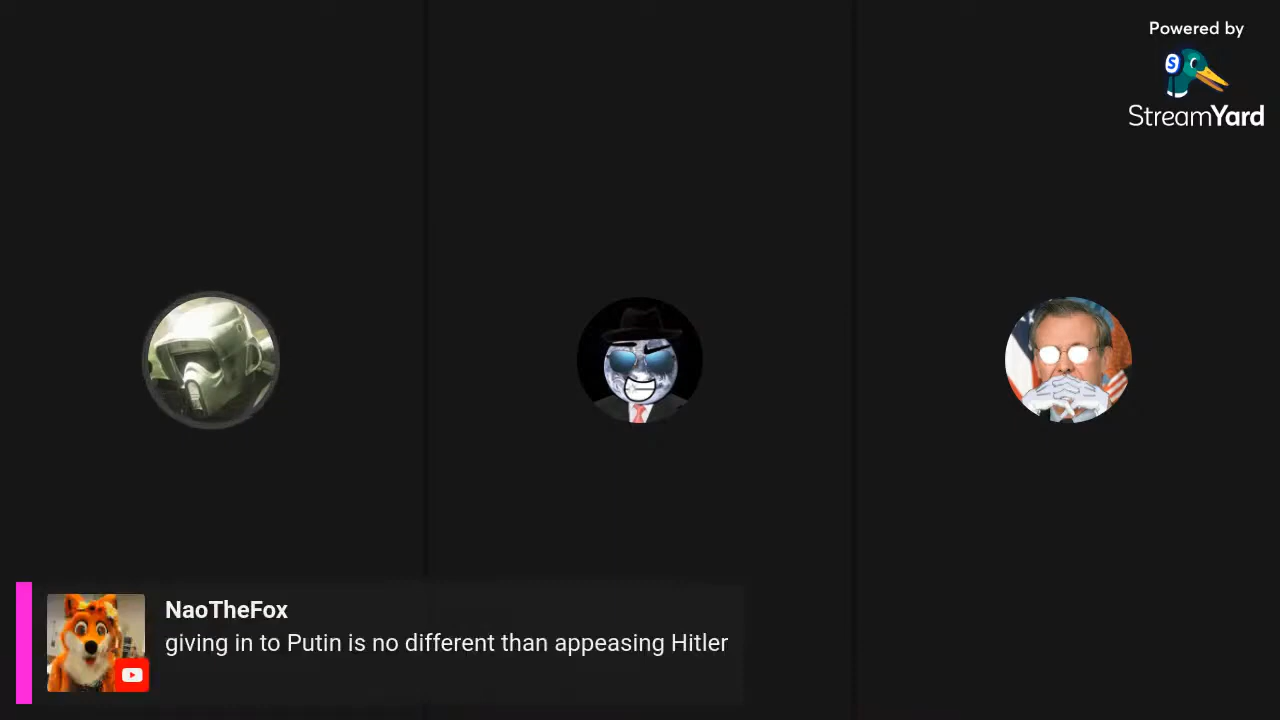 Powered by
S
StreamYard
NaoTheFox
giving in to Putin is no different than appeasing Hitler